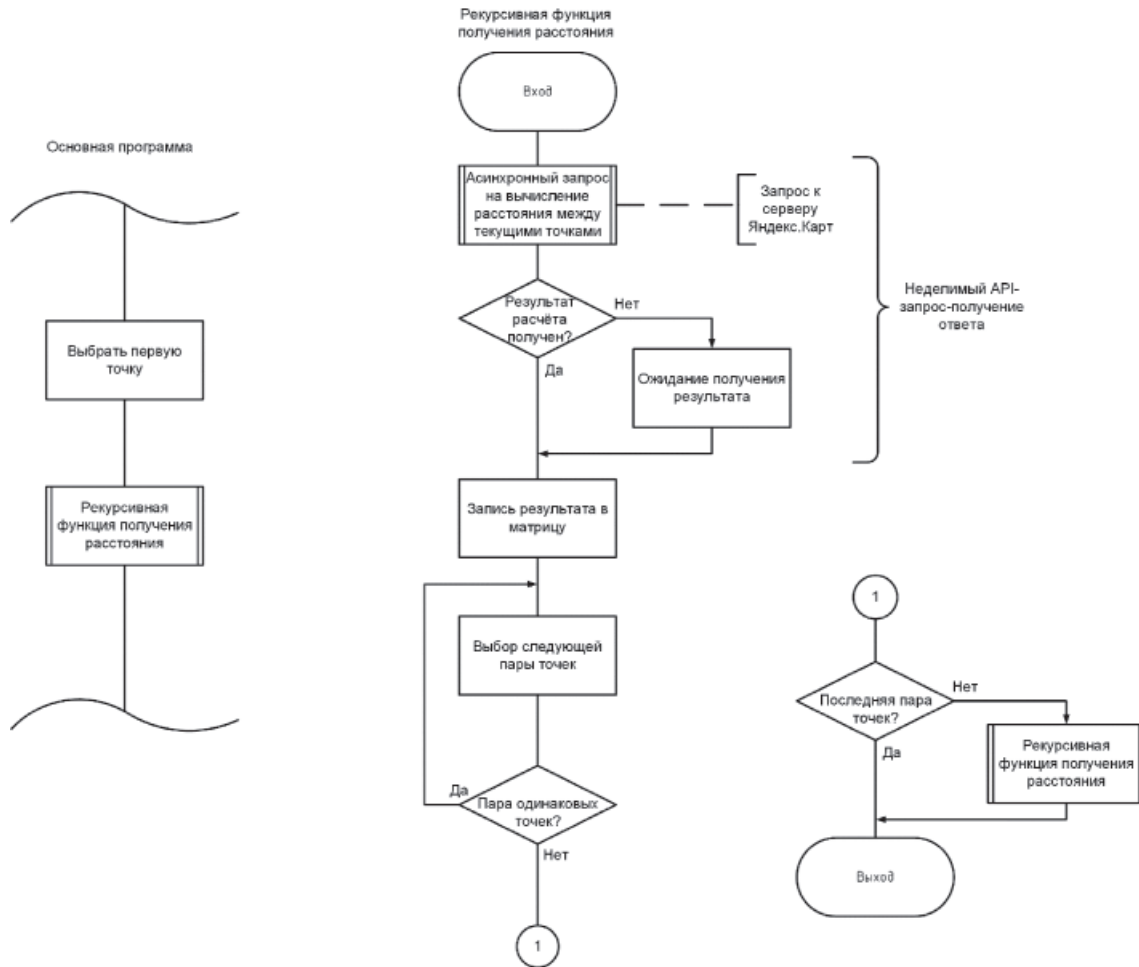 Основная программа
Выбрать первую
точку
Рекурсивная
функция получения
расстояния
Рекурсивная функция
получения расстояния
Вход
Асинхронный запрос
на вычисление
расстояния между
текущими точками
Запрос к
серверу
Яндекс.Карт
Результат
расчёта
получен?
Нет
Да
Ожидание получения
результата
Неделимый API-
запрос-получение
ответа
Запись результата в
матрицу
Выбор следующей
пары точек
Да
Пара одинаковых
точек?
Нет
1
1
Последняя пара
точек?
Нет
Да
Рекурсивная
функция получения
расстояния
Выход